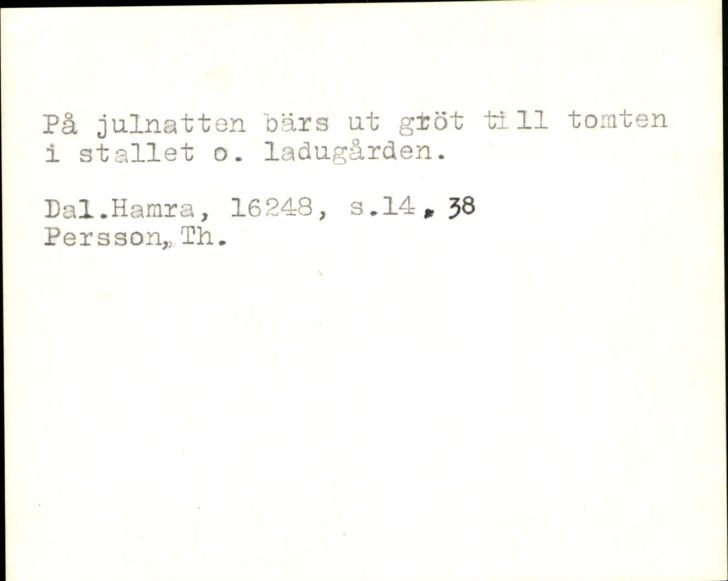 På julnatten bärs ut gröt till tomten
i stallet o. ladugården.
Dal.Hamra, 16248, s.14, 38
Persson, Th.